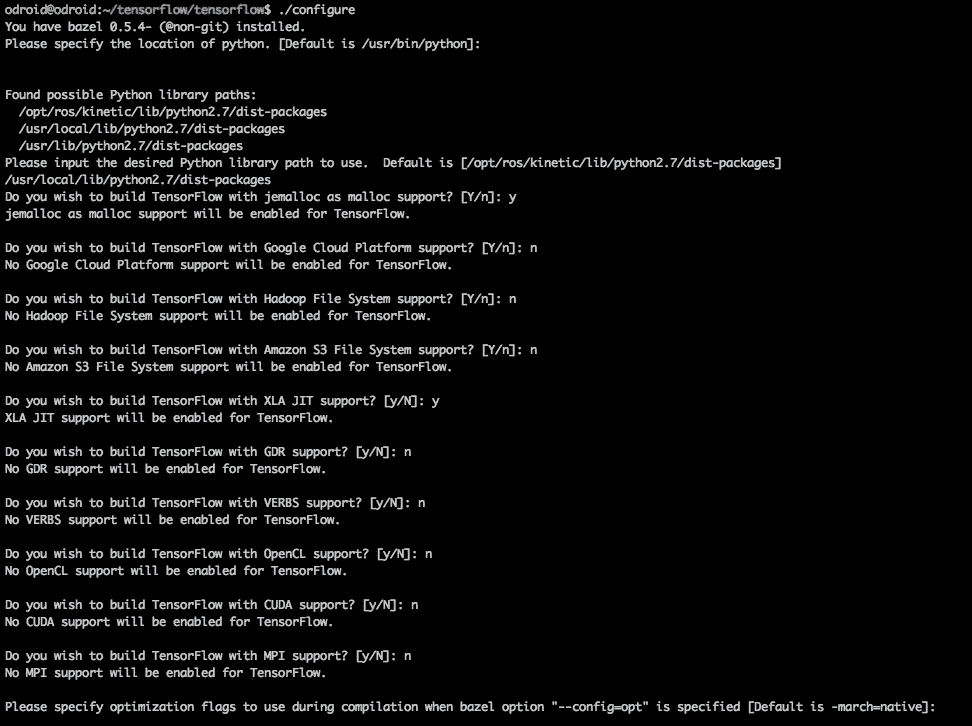 odroid@odroid:~/tensorflow/tensorflow$ ./configure
You have bazel 0.5.4- (@non-git) installed.
Please specify the location of python. [Default is /usr/bin/python]:
Found possible Python library paths:
  /opt/ros/kinetic/lib/python2.7/dist-packages
  /usr/local/lib/python2.7/dist-packages
  /usr/lib/python2.7/dist-packages
Please input the desired Python library path to use.  Default is [/opt/ros/kinetic/lib/python2.7/dist-packages]
/usr/local/lib/python2.7/dist-packages
Do you wish to build TensorFlow with jemalloc as malloc support? [Y/n]: y
jemalloc as malloc support will be enabled for TensorFlow.
Do you wish to build TensorFlow with Google Cloud Platform support? [Y/n]: n
No Google Cloud Platform support will be enabled for TensorFlow.
Do you wish to build TensorFlow with Hadoop File System support? [Y/n]: n
No Hadoop File System support will be enabled for TensorFlow.
Do you wish to build TensorFlow with Amazon S3 File System support? [Y/n]: n
No Amazon S3 File System support will be enabled for TensorFlow.
Do you wish to build TensorFlow with XLA JIT support? [y/N]: y
XLA JIT support will be enabled for TensorFlow.
Do you wish to build TensorFlow with GDR support? [y/N]: n
No GDR support will be enabled for TensorFlow.
Do you wish to build TensorFlow with VERBS support? [y/N]: n
No VERBS support will be enabled for TensorFlow.
Do you wish to build TensorFlow with OpenCL support? [y/N]: n
No OpenCL support will be enabled for TensorFlow.
Do you wish to build TensorFlow with CUDA support? [y/N]: n
No CUDA support will be enabled for TensorFlow.
Do you wish to build TensorFlow with MPI support? [y/N]: n
No MPI support will be enabled for TensorFlow.
Please specify optimization flags to use during compilation when bazel option "--config=opt" is specified [Default is -march=native]: